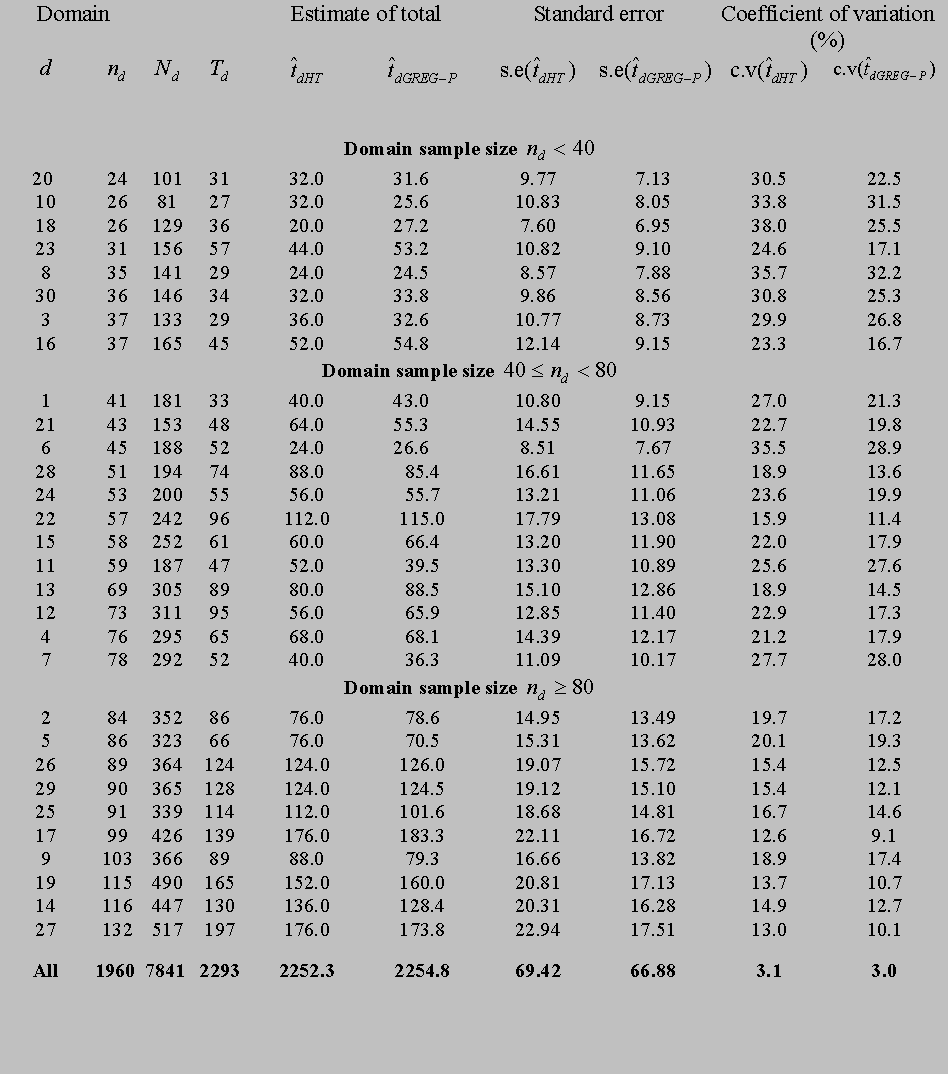 Domain Estimate of total Standard error Coefficient of variation
(%)
d n_d N_d T_d t̂_dHT t̂_dGREG−P s.e(t̂_dHT) s.e(t̂_dGREG−P) c.v(t̂_dHT) c.v(t̂_dGREG−P)
Domain sample size n_d < 40
20 24 101 31 32.0 31.6 9.77 7.13 30.5 22.5
10 26 81 27 32.0 25.6 10.83 8.05 33.8 31.5
18 26 129 36 20.0 27.2 7.60 6.95 38.0 25.5
23 31 156 57 44.0 53.2 10.82 9.10 24.6 17.1
8 35 141 29 24.0 24.5 8.57 7.88 35.7 32.2
30 36 146 34 32.0 33.8 9.86 8.56 30.8 25.3
3 37 133 29 36.0 32.6 10.77 8.73 29.9 26.8
16 37 165 45 52.0 54.8 12.14 9.15 23.3 16.7
Domain sample size 40 ≤ n_d < 80
1 41 181 33 40.0 43.0 10.80 9.15 27.0 21.3
21 43 153 48 64.0 55.3 14.55 10.93 22.7 19.8
6 45 188 52 24.0 26.6 8.51 7.67 35.5 28.9
28 51 194 74 88.0 85.4 16.61 11.65 18.9 13.6
24 53 200 55 56.0 55.7 13.21 11.06 23.6 19.9
22 57 242 96 112.0 115.0 17.79 13.08 15.9 11.4
15 58 252 61 60.0 66.4 13.20 11.90 22.0 17.9
11 59 187 47 52.0 39.5 13.30 10.89 25.6 27.6
13 69 305 89 80.0 88.5 15.10 12.86 18.9 14.5
12 73 311 95 56.0 65.9 12.85 11.40 22.9 17.3
4 76 295 65 68.0 68.1 14.39 12.17 21.2 17.9
7 78 292 52 40.0 36.3 11.09 10.17 27.7 28.0
Domain sample size n_d ≥ 80
2 84 352 86 76.0 78.6 14.95 13.49 19.7 17.2
5 86 323 66 76.0 70.5 15.31 13.62 20.1 19.3
26 89 364 124 124.0 126.0 19.07 15.72 15.4 12.5
29 90 365 128 124.0 124.5 19.12 15.10 15.4 12.1
25 91 339 114 112.0 101.6 18.68 14.81 16.7 14.6
17 99 426 139 176.0 183.3 22.11 16.72 12.6 9.1
9 103 366 89 88.0 79.3 16.66 13.82 18.9 17.4
19 115 490 165 152.0 160.0 20.81 17.13 13.7 10.7
14 116 447 130 136.0 128.4 20.31 16.28 14.9 12.7
27 132 517 197 176.0 173.8 22.94 17.51 13.0 10.1
All 1960 7841 2293 2252.3 2254.8 69.42 66.88 3.1 3.0